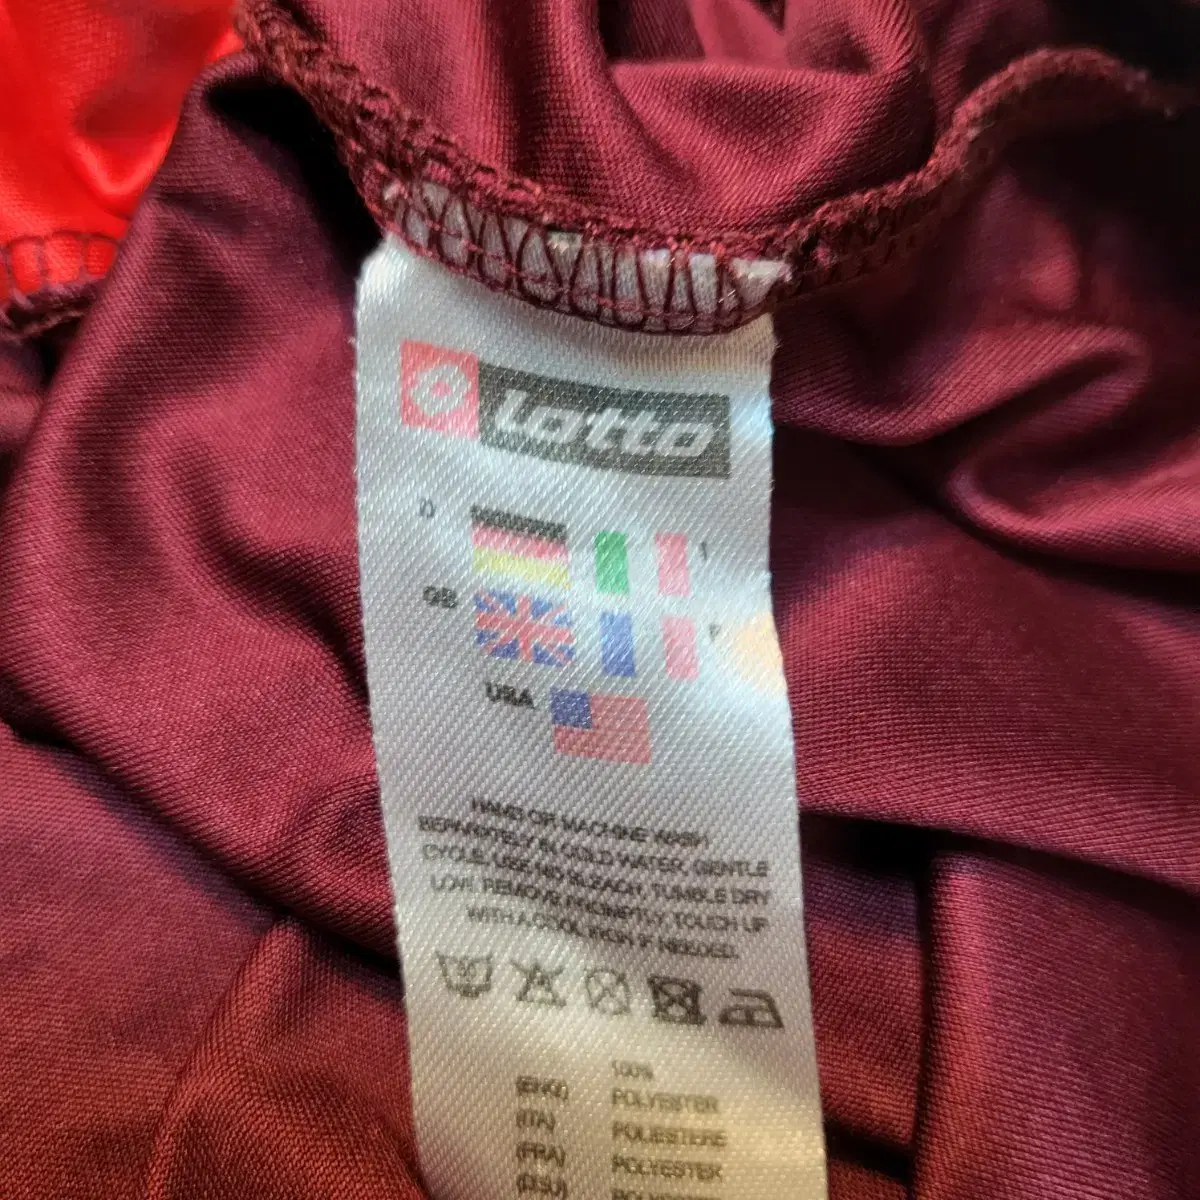 Lotto
D
I
GB
F
USA
HAND OR MACHINE WASH
SEPARATELY IN COLD WATER, GENTLE
CYCLE. USE NO BLEACH, TUMBLE DRY
LOW, REMOVE PROMPTLY. TOUCH UP
WITH A COOL IRON IF NEEDED.
30
100%
(ENG) POLYESTER
(ITA) POLIESTERE
(FRA) POLYESTER